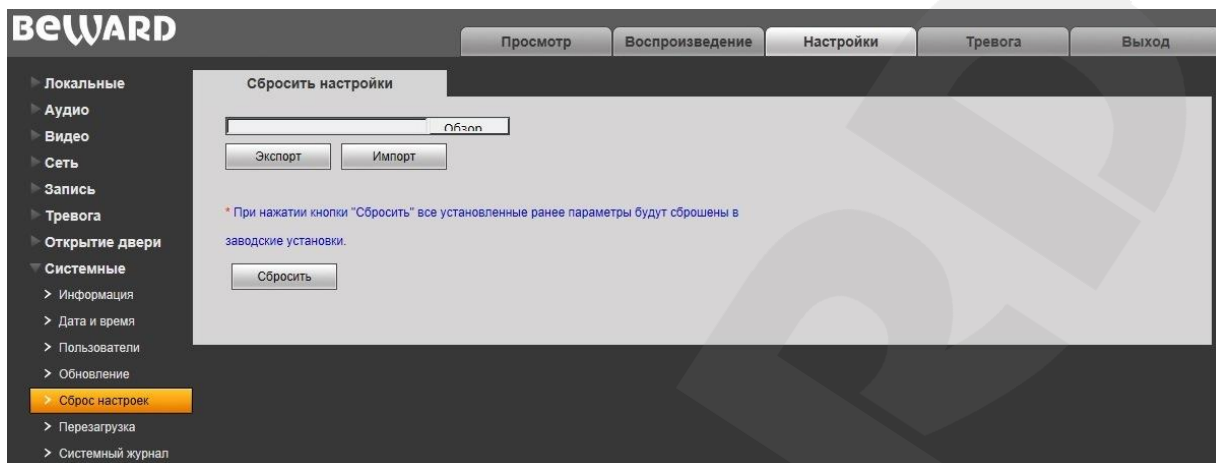 BEWARD
Просмотр Воспроизведение Настройки Тревога Выход
Локальные
Аудио
Видео
Сеть
Запись
Тревога
Открытие двери
Системные
Информация
Дата и время
Пользователи
Обновление
Сброс настроек
Перезагрузка
Системный журнал
Сбросить настройки
Обзор
Экспорт Импорт
* При нажатии кнопки "Сбросить" все установленные ранее параметры будут сброшены в
заводские установки.
Сбросить